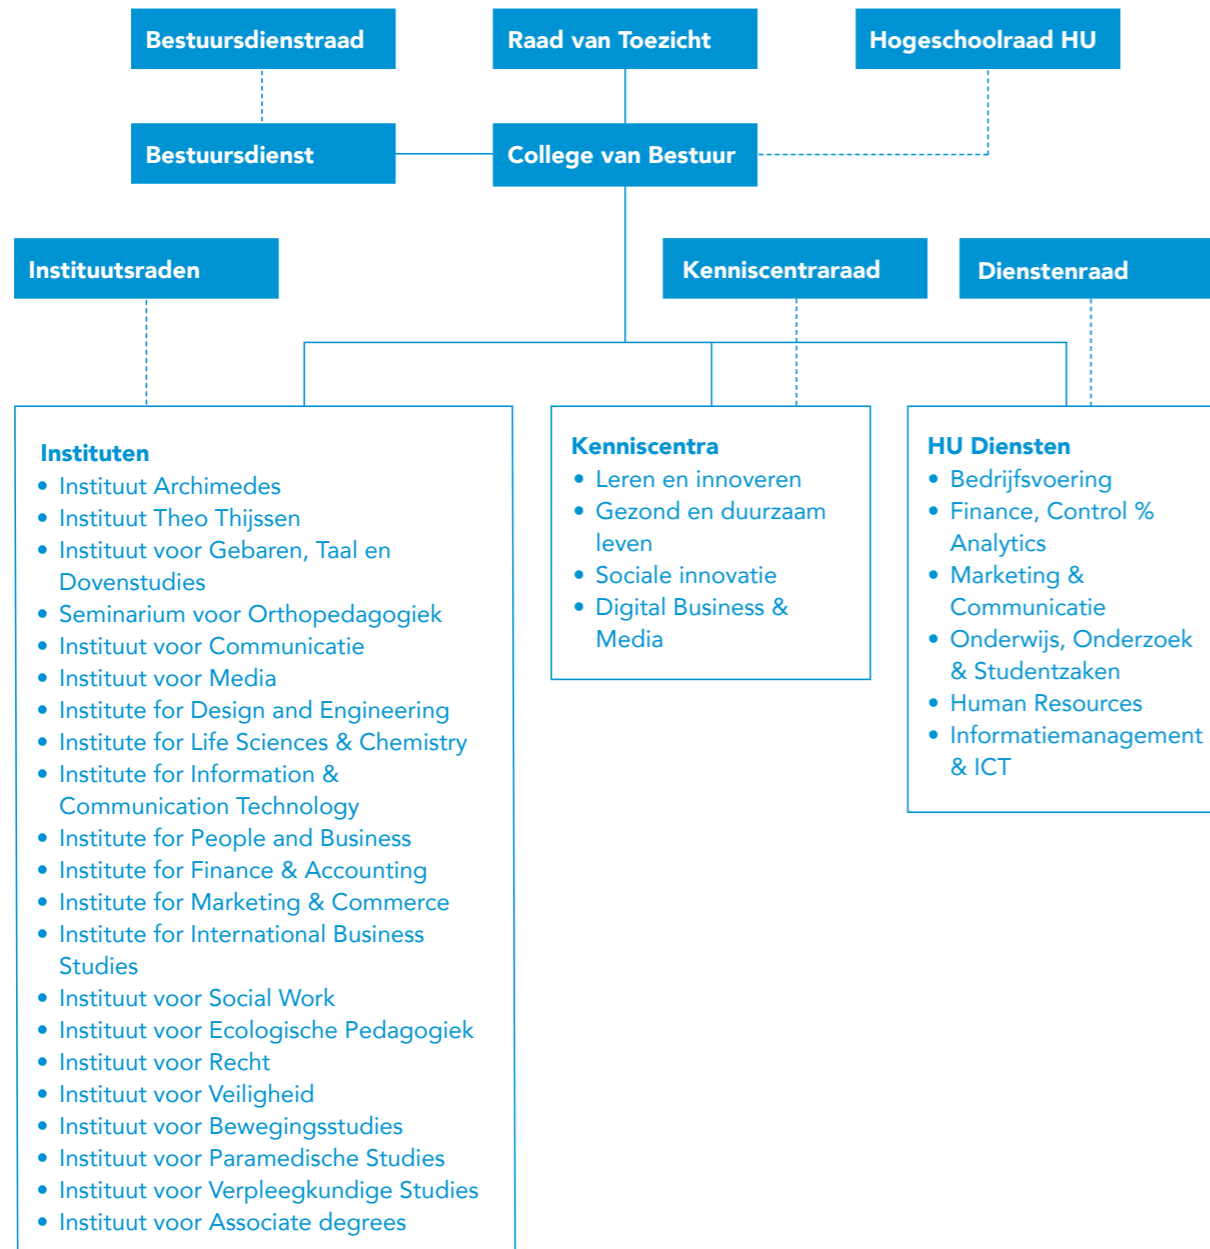 Bestuursdienstraad
Raad van Toezicht
Hogeschoolraad HU
Bestuursdienst
College van Bestuur
Instituutsraden
Kenniscentraraad
Dienstenraad
Instituten
• Instituut Archimedes
• Instituut Theo Thijssen
• Instituut voor Gebaren, Taal en
Dovenstudies
• Seminarium voor Orthopedagogiek
• Instituut voor Communicatie
• Instituut voor Media
• Institute for Design and Engineering
• Institute for Life Sciences & Chemistry
• Institute for Information &
Communication Technology
• Institute for People and Business
• Institute for Finance & Accounting
• Institute for Marketing & Commerce
• Institute for International Business
Studies
• Instituut voor Social Work
• Instituut voor Ecologische Pedagogiek
• Instituut voor Recht
• Instituut voor Veiligheid
• Instituut voor Bewegingsstudies
• Instituut voor Paramedische Studies
• Instituut voor Verpleegkundige Studies
• Instituut voor Associate degrees
Kenniscentra
• Leren en innoveren
• Gezond en duurzaam
leven
• Sociale innovatie
• Digital Business &
Media
HU Diensten
• Bedrijfsvoering
• Finance, Control %
Analytics
• Marketing &
Communicatie
• Onderwijs, Onderzoek
& Studentzaken
• Human Resources
• Informatiemanagement
& ICT